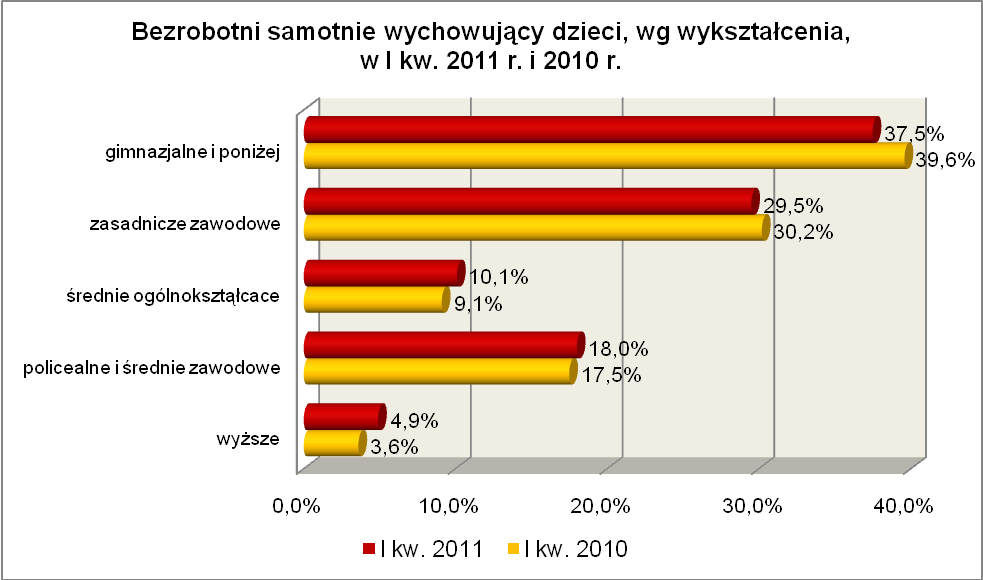 Bezrobotni samotnie wychowujący dzieci, wg wykształcenia,
w I kw. 2011 r. i 2010 r.
gimnazjalne i poniżej
37,5%
39,6%
zasadnicze zawodowe
29,5%
30,2%
średnie ogólnokształcace
10,1%
9,1%
policealne i średnie zawodowe
18,0%
17,5%
wyższe
4,9%
3,6%
0,0% 10,0% 20,0% 30,0% 40,0%
I kw. 2011 I kw. 2010